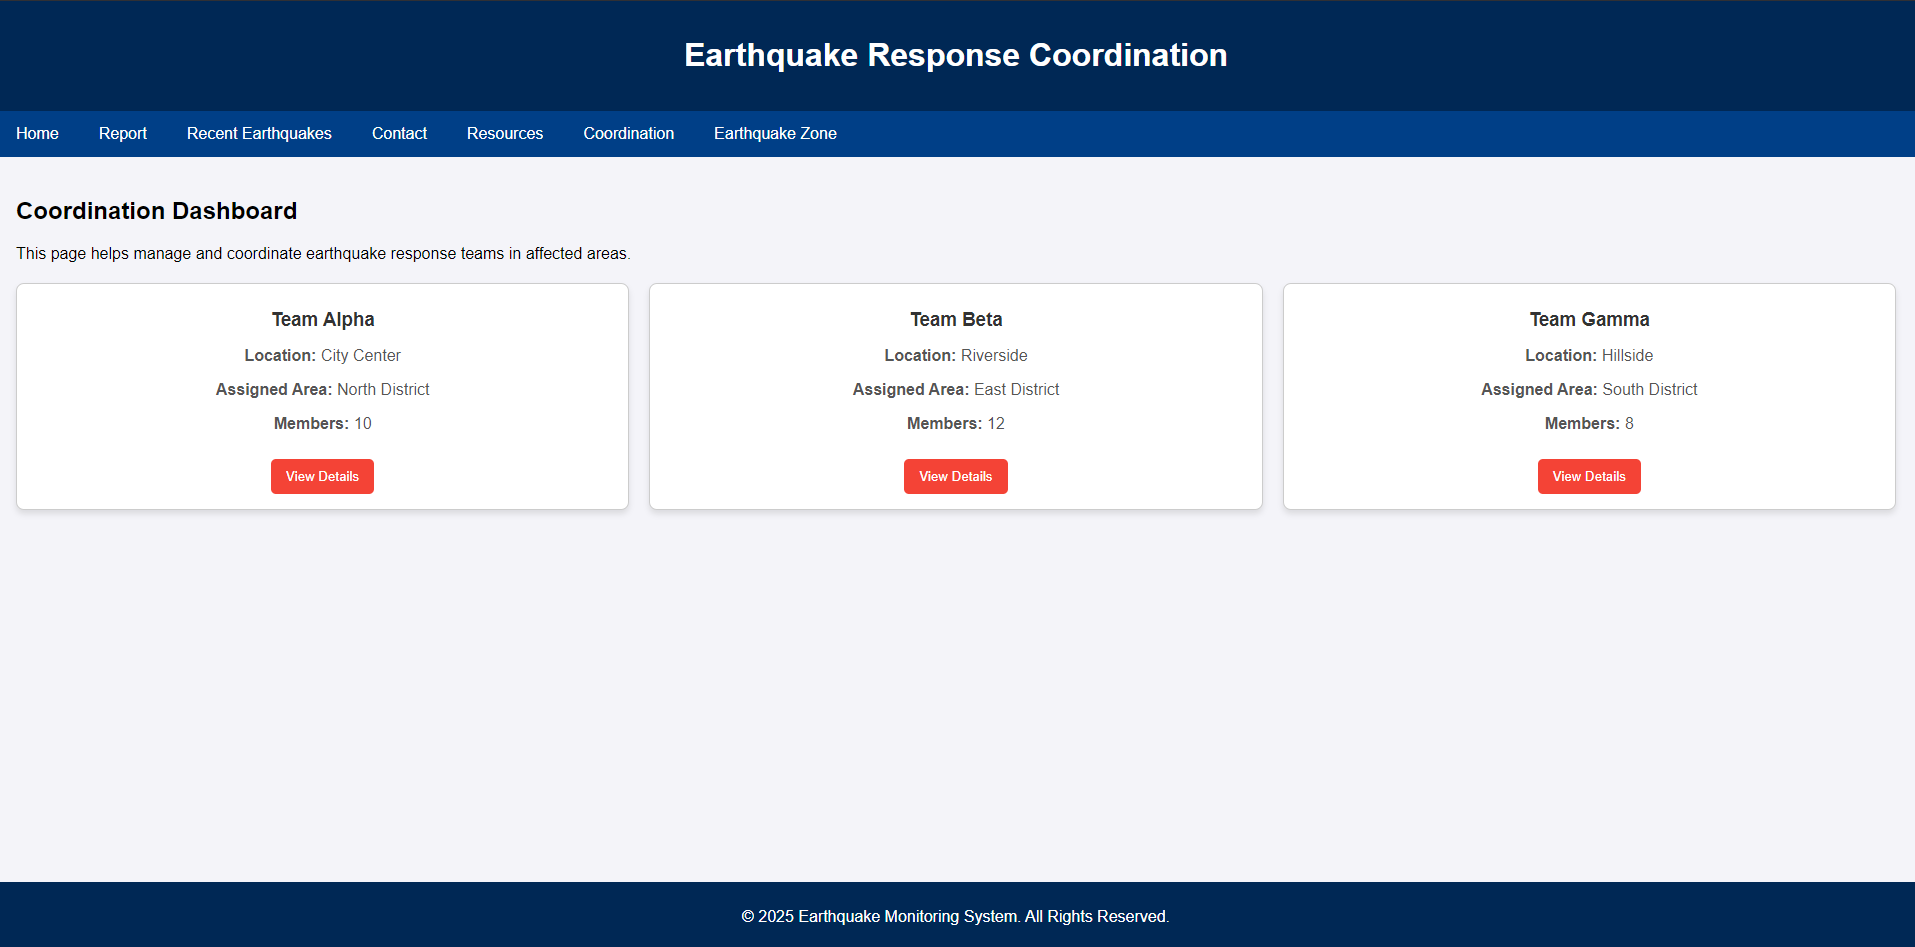 Earthquake Response Coordination
Home Report Recent Earthquakes Contact Resources Coordination Earthquake Zone
Coordination Dashboard
This page helps manage and coordinate earthquake response teams in affected areas.
Team Alpha
Location: City Center
Assigned Area: North District
Members: 10
View Details
Team Beta
Location: Riverside
Assigned Area: East District
Members: 12
View Details
Team Gamma
Location: Hillside
Assigned Area: South District
Members: 8
View Details
© 2025 Earthquake Monitoring System. All Rights Reserved.